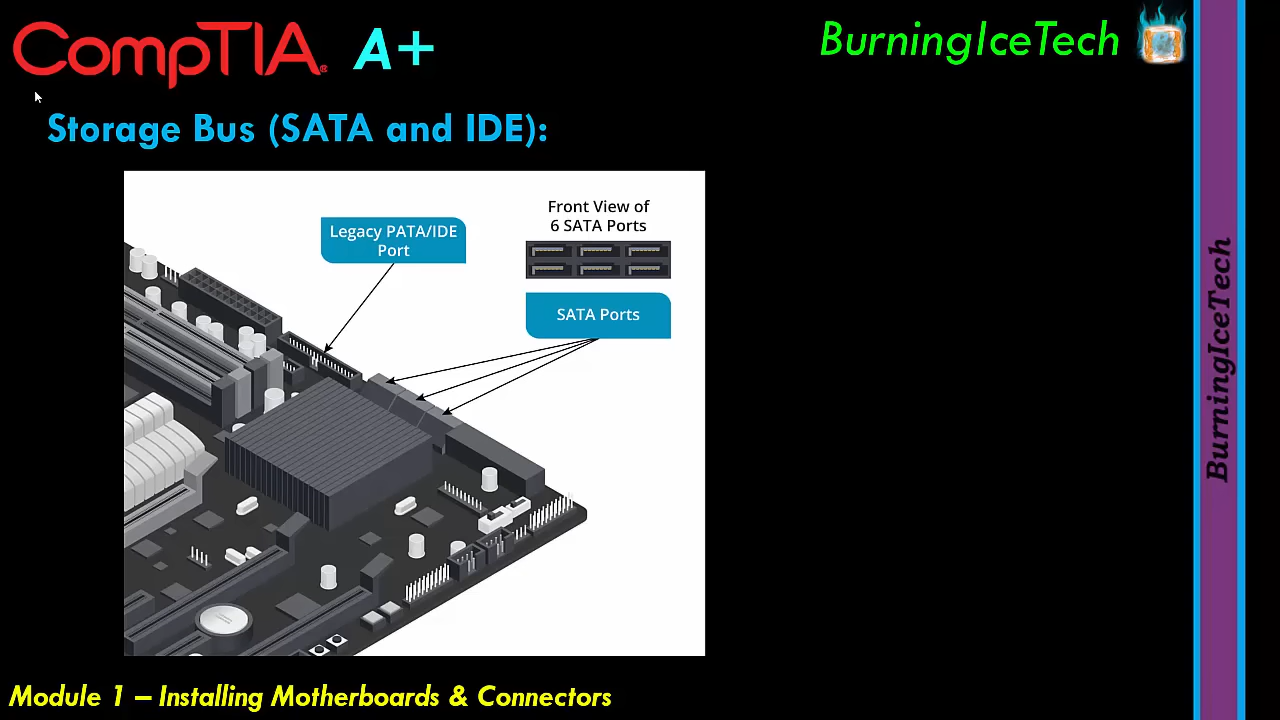 CompTIA® A+
BurningIceTech
Storage Bus (SATA and IDE):
Legacy PATA/IDE
Port
Front View of
6 SATA Ports
SATA Ports
BurningIceTech
Module 1 – Installing Motherboards & Connectors